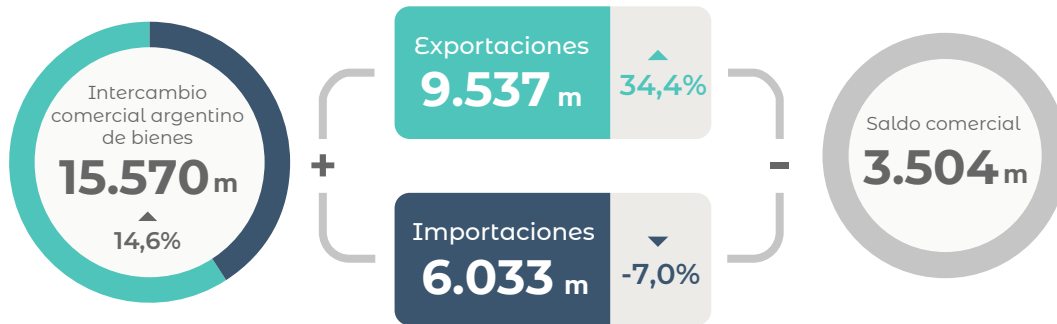 Intercambio
comercial argentino
de bienes
15.570 m
14,6%
+
Exportaciones
9.537 m
34,4%
Importaciones
6.033 m
-7,0%
-
Saldo comercial
3.504 m